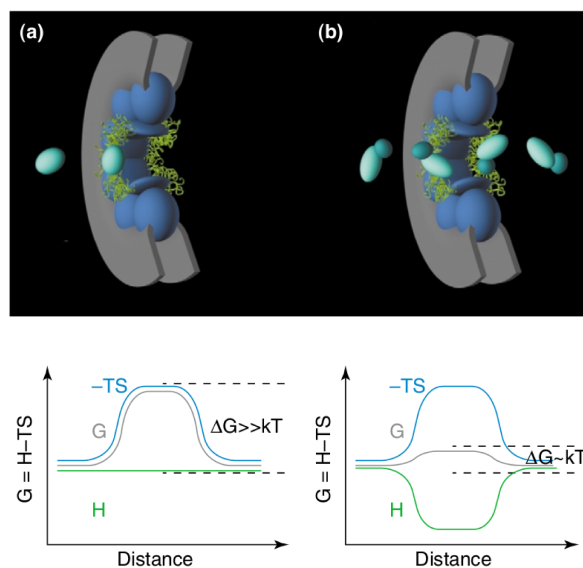 (a)
(b)
–TS
G
ΔG>>kT
H
G = H–TS
Distance
–TS
G
ΔG~kT
H
G = H–TS
Distance